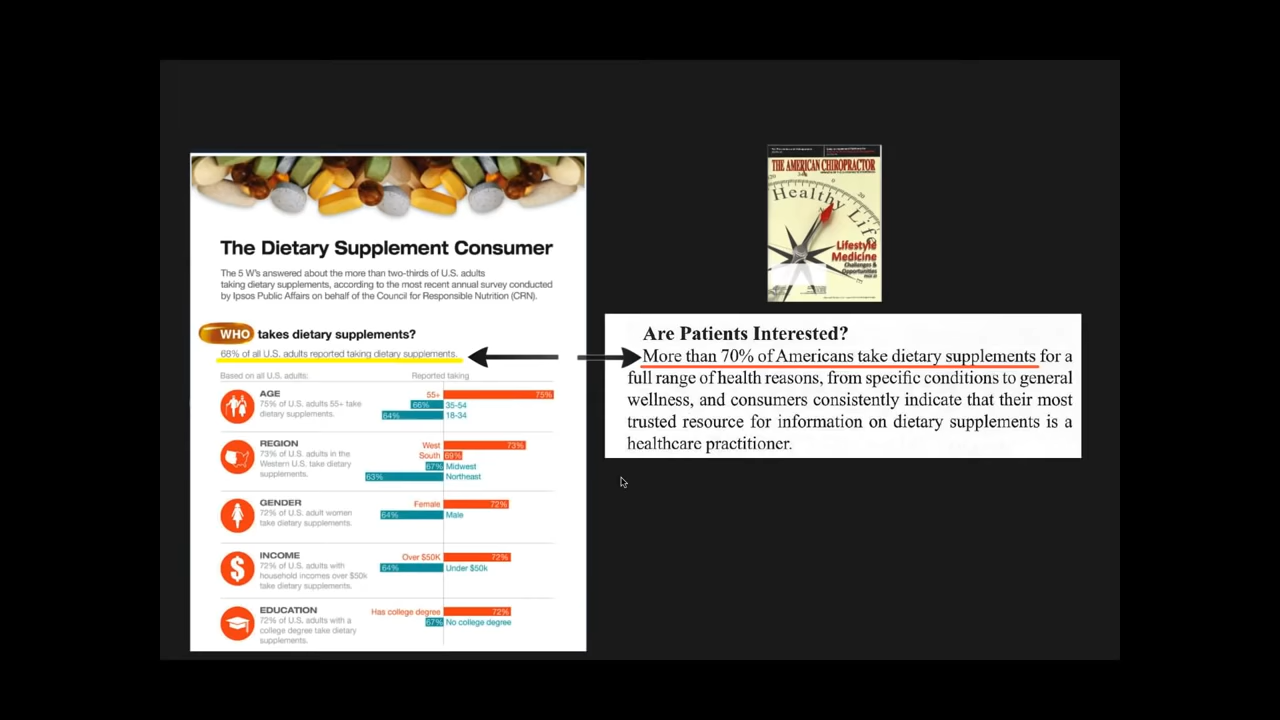 The Dietary Supplement Consumer
The 5 W's answered about the more than two-thirds of U.S. adults
taking dietary supplements, according to the most recent annual survey conducted
by Ipsos Public Affairs on behalf of the Council for Responsible Nutrition (CRN).
WHO takes dietary supplements?
68% of all U.S. adults reported taking dietary supplements.
Based on all U.S. adults: Reported taking
AGE
75% of U.S. adults 55+ take
dietary supplements.
55+ 75%
66% 35-54
64% 18-34
REGION
73% of U.S. adults in the
Western U.S. take dietary
supplements.
West 73%
South 69%
67% Midwest
63% Northeast
GENDER
72% of U.S. adult women
take dietary supplements.
Female 72%
64% Male
INCOME
72% of U.S. adults with
household incomes over $50k
take dietary supplements.
Over $50K 72%
64% Under $50k
EDUCATION
72% of U.S. adults with a
college degree take dietary
supplements.
Has college degree 72%
67% No college degree
THE AMERICAN CHIROPRACTOR
Healthy Life
Lifestyle
Medicine
Challenges &
Opportunities
Are Patients Interested?
More than 70% of Americans take dietary supplements for a
full range of health reasons, from specific conditions to general
wellness, and consumers consistently indicate that their most
trusted resource for information on dietary supplements is a
healthcare practitioner.